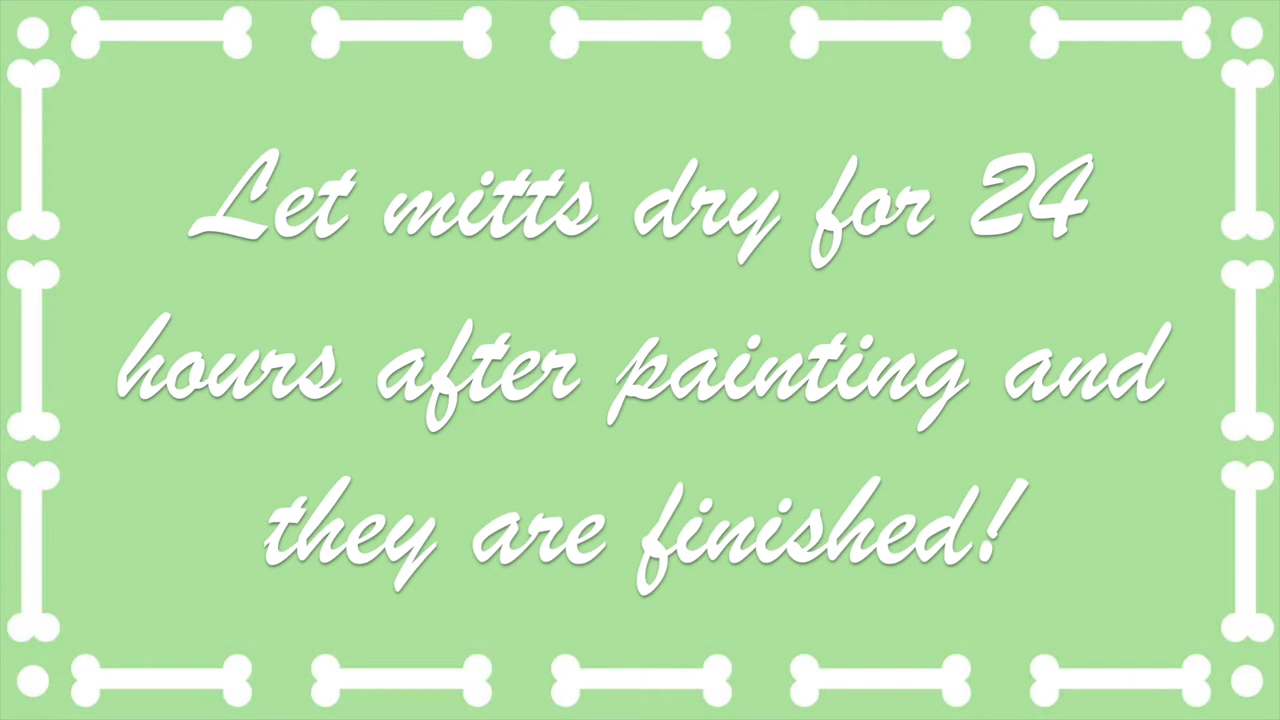 Let mitts dry for 24
hours after painting and
they are finished!